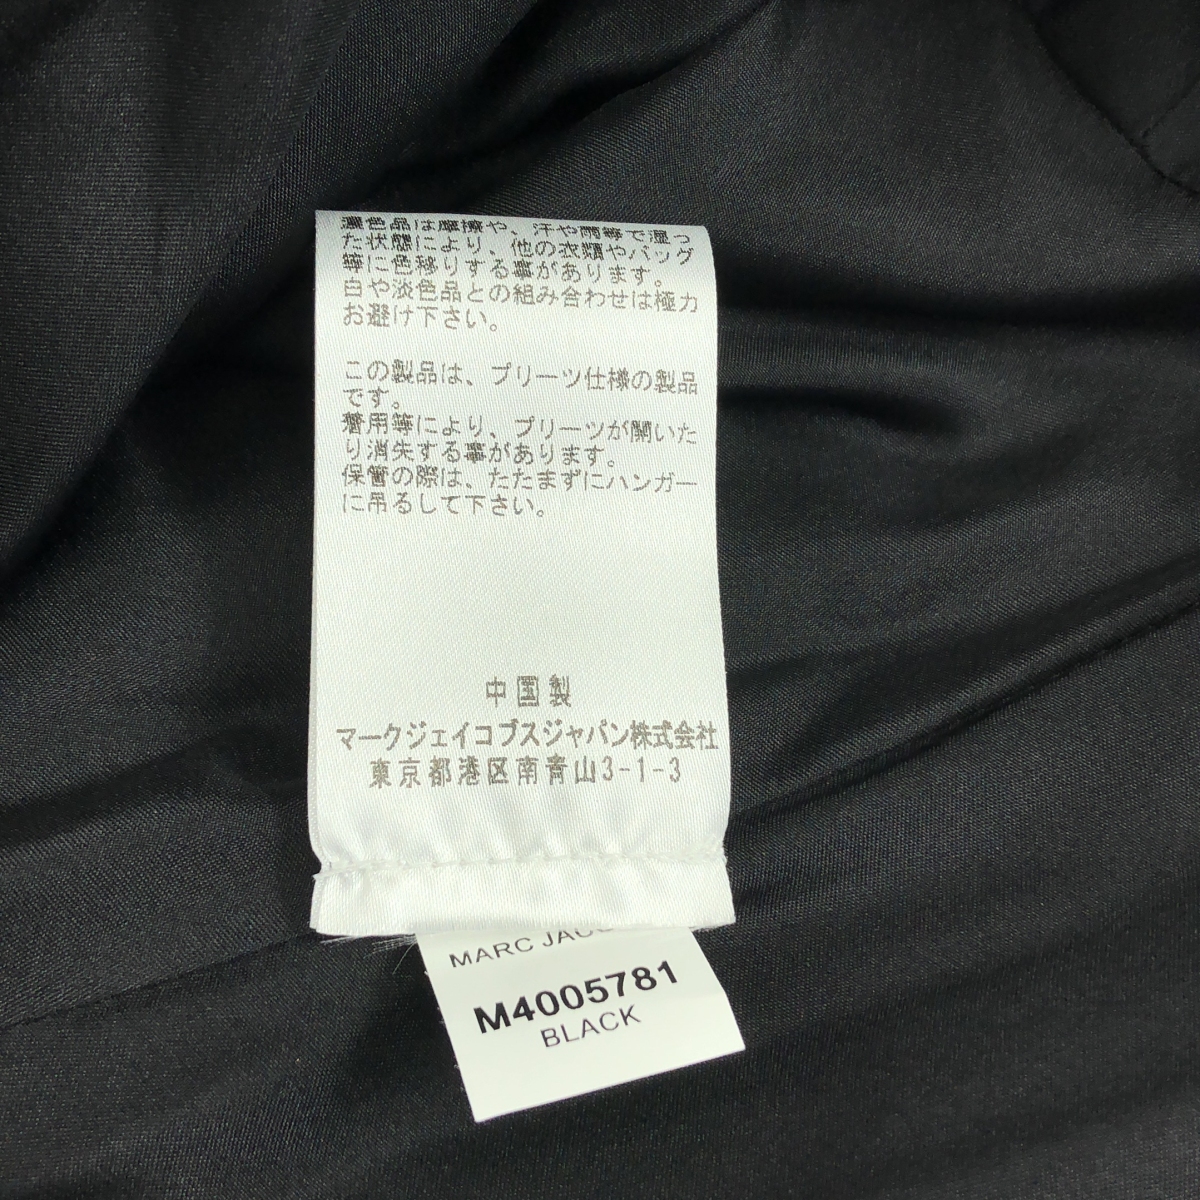 濃色品は摩擦や、汗や雨等で湿っ
た状態により、他の衣類やバッグ
等に色移りする事があります。
白や淡色品との組み合わせは極力
お避け下さい。
この製品は、プリーツ仕様の製品
です。
着用等により、プリーツが開いた
り消失する事があります。
保管の際は、たたまずにハンガー
に吊るして下さい。
中国製
マークジェイコブスジャパン株式会社
東京都港区南青山3-1-3
MARC
M4005781
BLACK